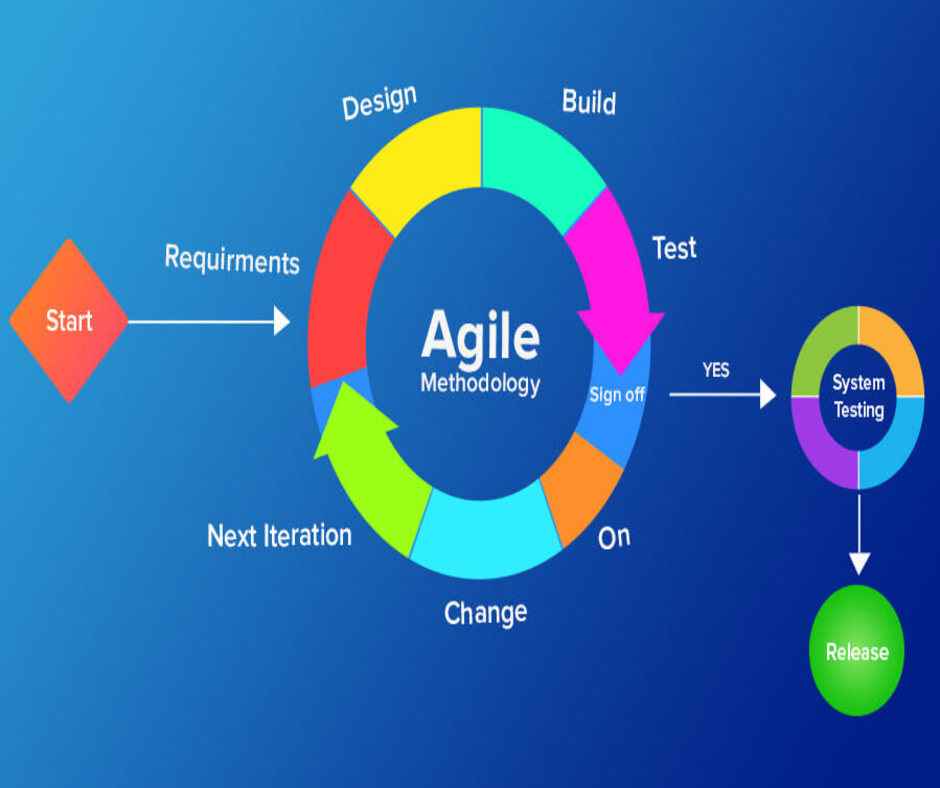 Design
Build
Requirments
Test
Start
Agile
Methodology
YES
SIgn off
System
Testing
Next Iteration
On
Change
Release